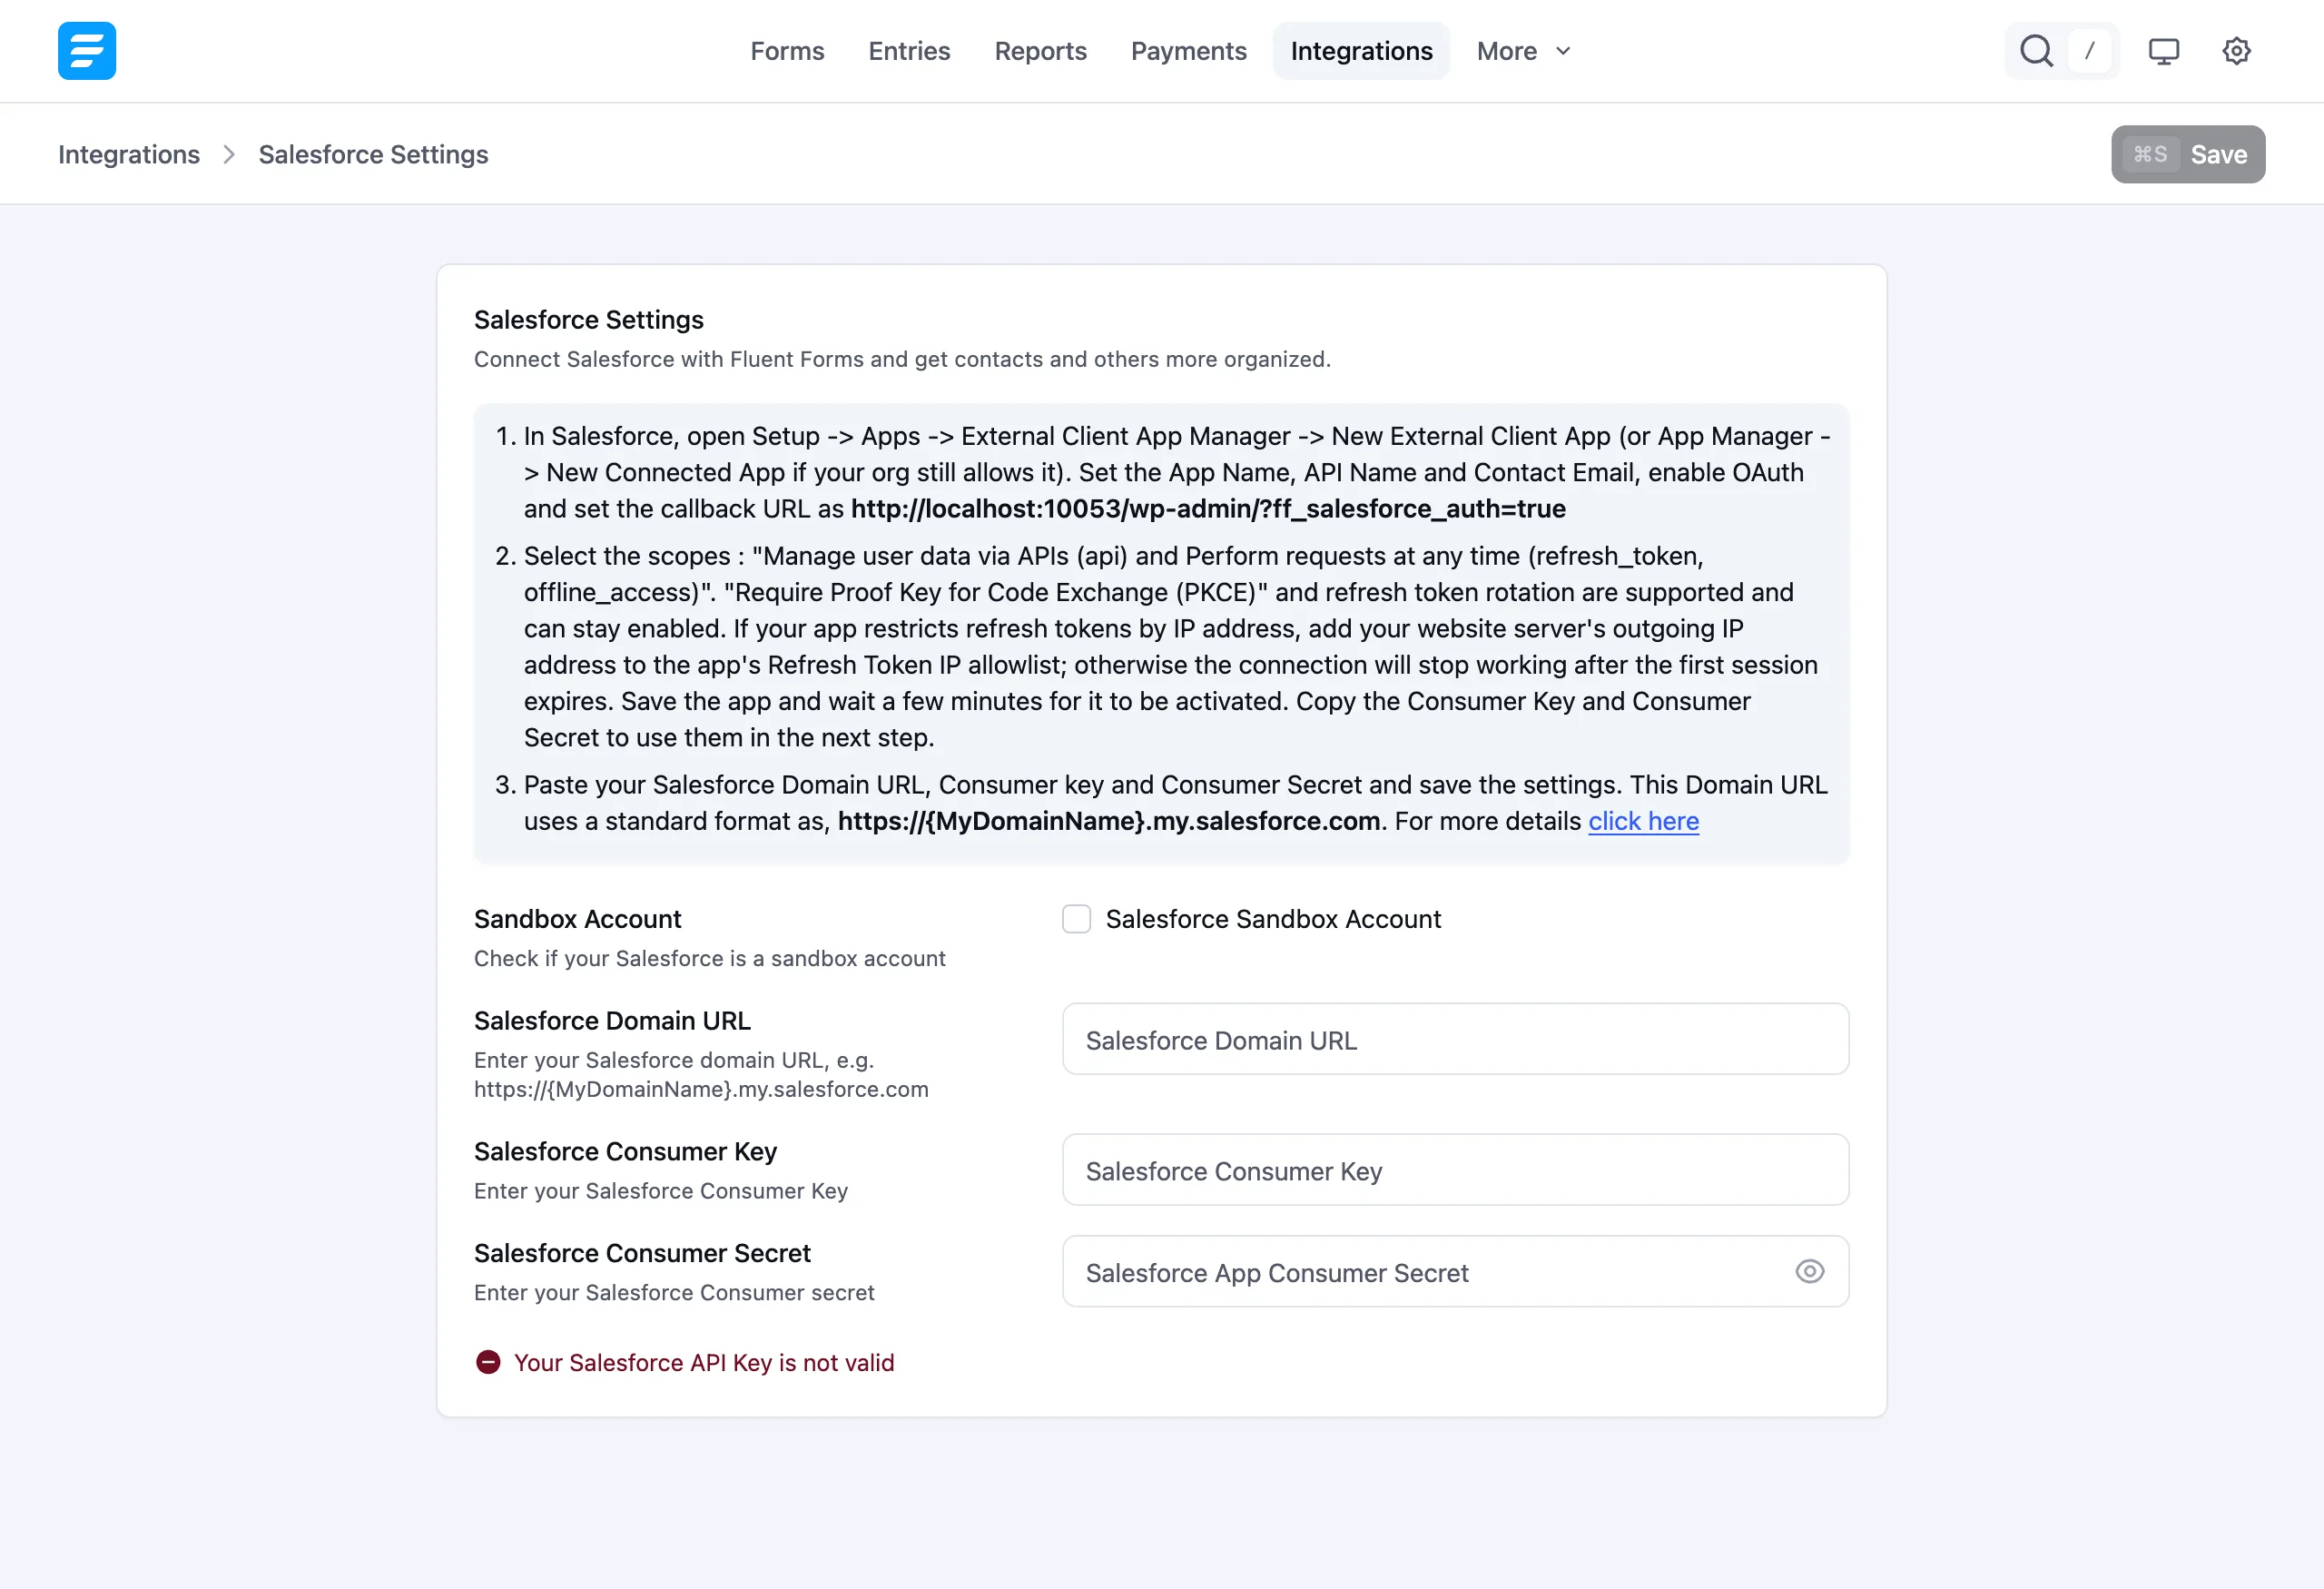 Forms
Entries
Reports
Payments
Integrations
More
/
Integrations
Salesforce Settings
⌘S Save
Salesforce Settings
Connect Salesforce with Fluent Forms and get contacts and others more organized.
1. In Salesforce, open Setup -> Apps -> External Client App Manager -> New External Client App (or App Manager -
> New Connected App if your org still allows it). Set the App Name, API Name and Contact Email, enable OAuth
and set the callback URL as http://localhost:10053/wp-admin/?ff_salesforce_auth=true
2. Select the scopes : "Manage user data via APIs (api) and Perform requests at any time (refresh_token,
offline_access)". "Require Proof Key for Code Exchange (PKCE)" and refresh token rotation are supported and
can stay enabled. If your app restricts refresh tokens by IP address, add your website server's outgoing IP
address to the app's Refresh Token IP allowlist; otherwise the connection will stop working after the first session
expires. Save the app and wait a few minutes for it to be activated. Copy the Consumer Key and Consumer
Secret to use them in the next step.
3. Paste your Salesforce Domain URL, Consumer key and Consumer Secret and save the settings. This Domain URL
uses a standard format as, https://{MyDomainName}.my.salesforce.com. For more details click here
Sandbox Account
Salesforce Sandbox Account
Check if your Salesforce is a sandbox account
Salesforce Domain URL
Salesforce Domain URL
Enter your Salesforce domain URL, e.g.
https://{MyDomainName}.my.salesforce.com
Salesforce Consumer Key
Salesforce Consumer Key
Enter your Salesforce Consumer Key
Salesforce Consumer Secret
Salesforce App Consumer Secret
Enter your Salesforce Consumer secret
Your Salesforce API Key is not valid